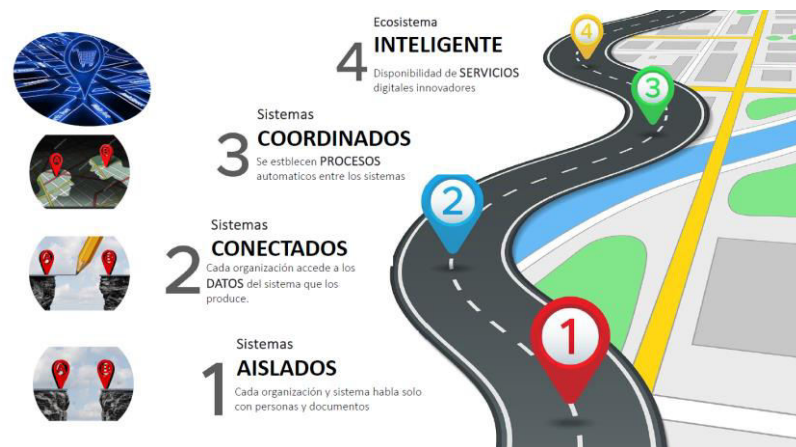 Ecosistema
4 INTELIGENTE
Disponibilidad de SERVICIOS
digitales innovadores
Sistemas
3 COORDINADOS
Se estblecen PROCESOS
automaticos entre los sistemas
Sistemas
2 CONECTADOS
Cada organización accede a los
DATOS del sistema que los
produce.
Sistemas
1 AISLADOS
Cada organización y sistema habla solo
con personas y documentos
4
3
2
1
A B
A B
A B